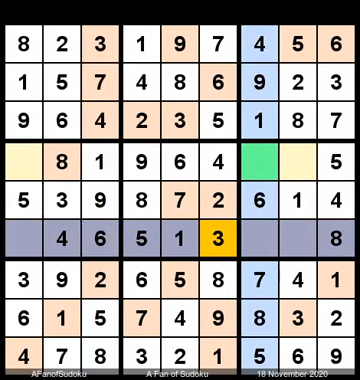 8 2 3 1 9 7 4 5 6
1 5 7 4 8 6 9 2 3
9 6 4 2 3 5 1 8 7
8 1 9 6 4 5
5 3 9 8 7 2 6 1 4
4 6 5 1 3 8
3 9 2 6 5 8 7 4 1
6 1 5 7 4 9 8 3 2
4 7 8 3 2 1 5 6 9
AFanofSudoku A Fan of Sudoku 18 November 2020